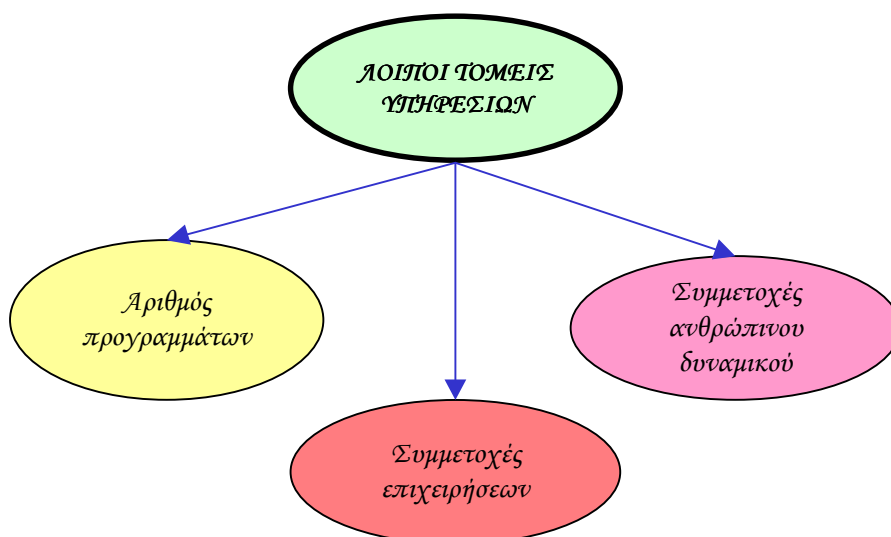 ΛΟΙΠΟΙ ΤΟΜΕΙΣ
ΥΠΗΡΕΣΙΩΝ
Αριθμός
προγραμμάτων
Συμμετοχές
ανθρώπινου
δυναμικού
Συμμετοχές
επιχειρήσεων